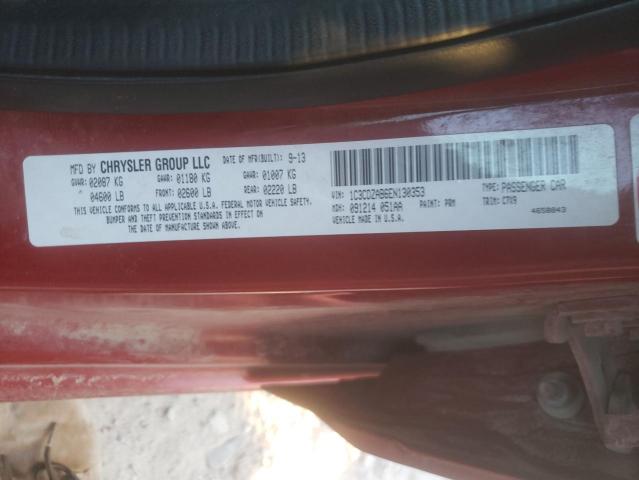 MFD BY CHRYSLER GROUP LLC DATE OF MFR(BUILT): 9-13
GVWR: 02087 KG GAWR: 01180 KG GAWR: 01007 KG
04600 LB FRONT: 02600 LB REAR: 02220 LB
THIS VEHICLE CONFORMS TO ALL APPLICABLE U.S.A. FEDERAL MOTOR VEHICLE SAFETY,
BUMPER AND THEFT PREVENTION STANDARDS IN EFFECT ON
THE DATE OF MANUFACTURE SHOWN ABOVE.
VIN: 1C3CDZAB6EN130353 TYPE: PASSENGER CAR
MDH: 091214 051AA PAINT: PRM TRIM: C7X9
VEHICLE MADE IN U.S.A. 4658843